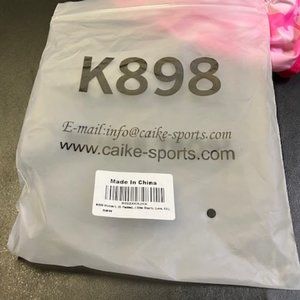 K898
E-mail:info@caike-sports.com
www.caike-sports.com
Made In China